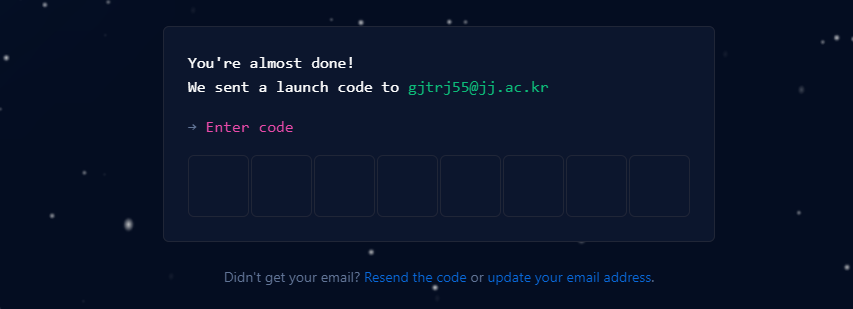 You're almost done!
We sent a launch code to gjtrj55@jj.ac.kr
→ Enter code
Didn't get your email? Resend the code or update your email address.